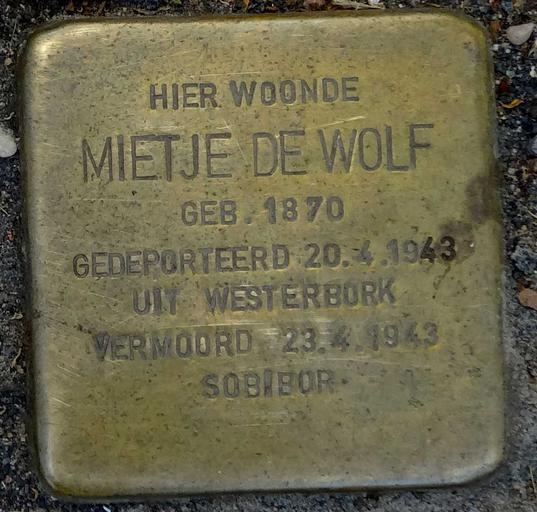 HIER WOONDE
MIETJE DE WOLF
GEB. 1870
GEDEPORTEERD 20.4.1943
UIT WESTERBORK
VERMOORD 23.4.1943
SOBIBOR